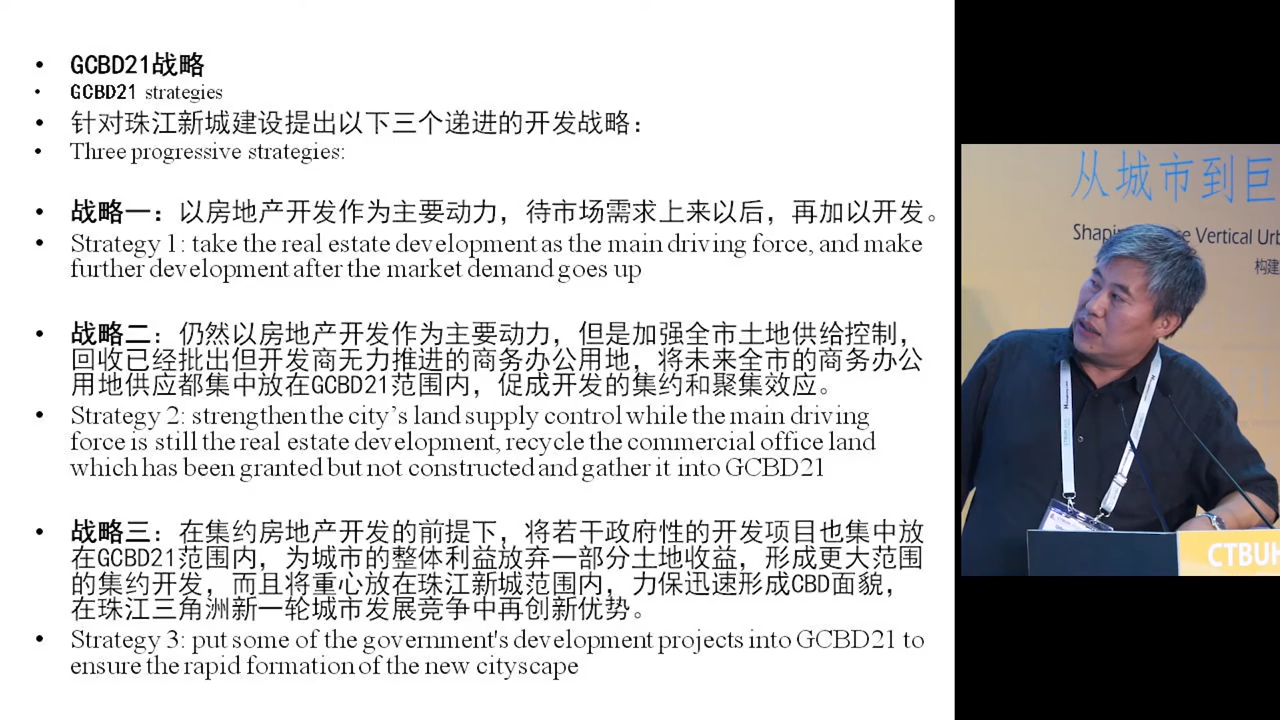 GCBD21战略
GCBD21 strategies
针对珠江新城建设提出以下三个递进的开发战略:
Three progressive strategies:
战略一:以房地产开发作为主要动力,待市场需求上来以后,再加以开发。
Strategy 1: take the real estate development as the main driving force, and make
further development after the market demand goes up
战略二:仍然以房地产开发作为主要动力,但是加强全市土地供给控制,
回收已经批出但开发商无力推进的商务办公用地,将未来全市的商务办公
用地供应都集中放在GCBD21范围内,促成开发的集约和聚集效应。
Strategy 2: strengthen the city's land supply control while the main driving
force is still the real estate development, recycle the commercial office land
which has been granted but not constructed and gather it into GCBD21
战略三:在集约房地产开发的前提下,将若干政府性的开发项目也集中放
在GCBD21范围内,为城市的整体利益放弃一部分土地收益,形成更大范围
的集约开发,而且将重心放在珠江新城范围内,力保迅速形成CBD面貌,
在珠江三角洲新一轮城市发展竞争中再创新优势。
Strategy 3: put some of the government's development projects into GCBD21 to
ensure the rapid formation of the new cityscape
从城市到巨
Vertical Urb
构建
CTBUH